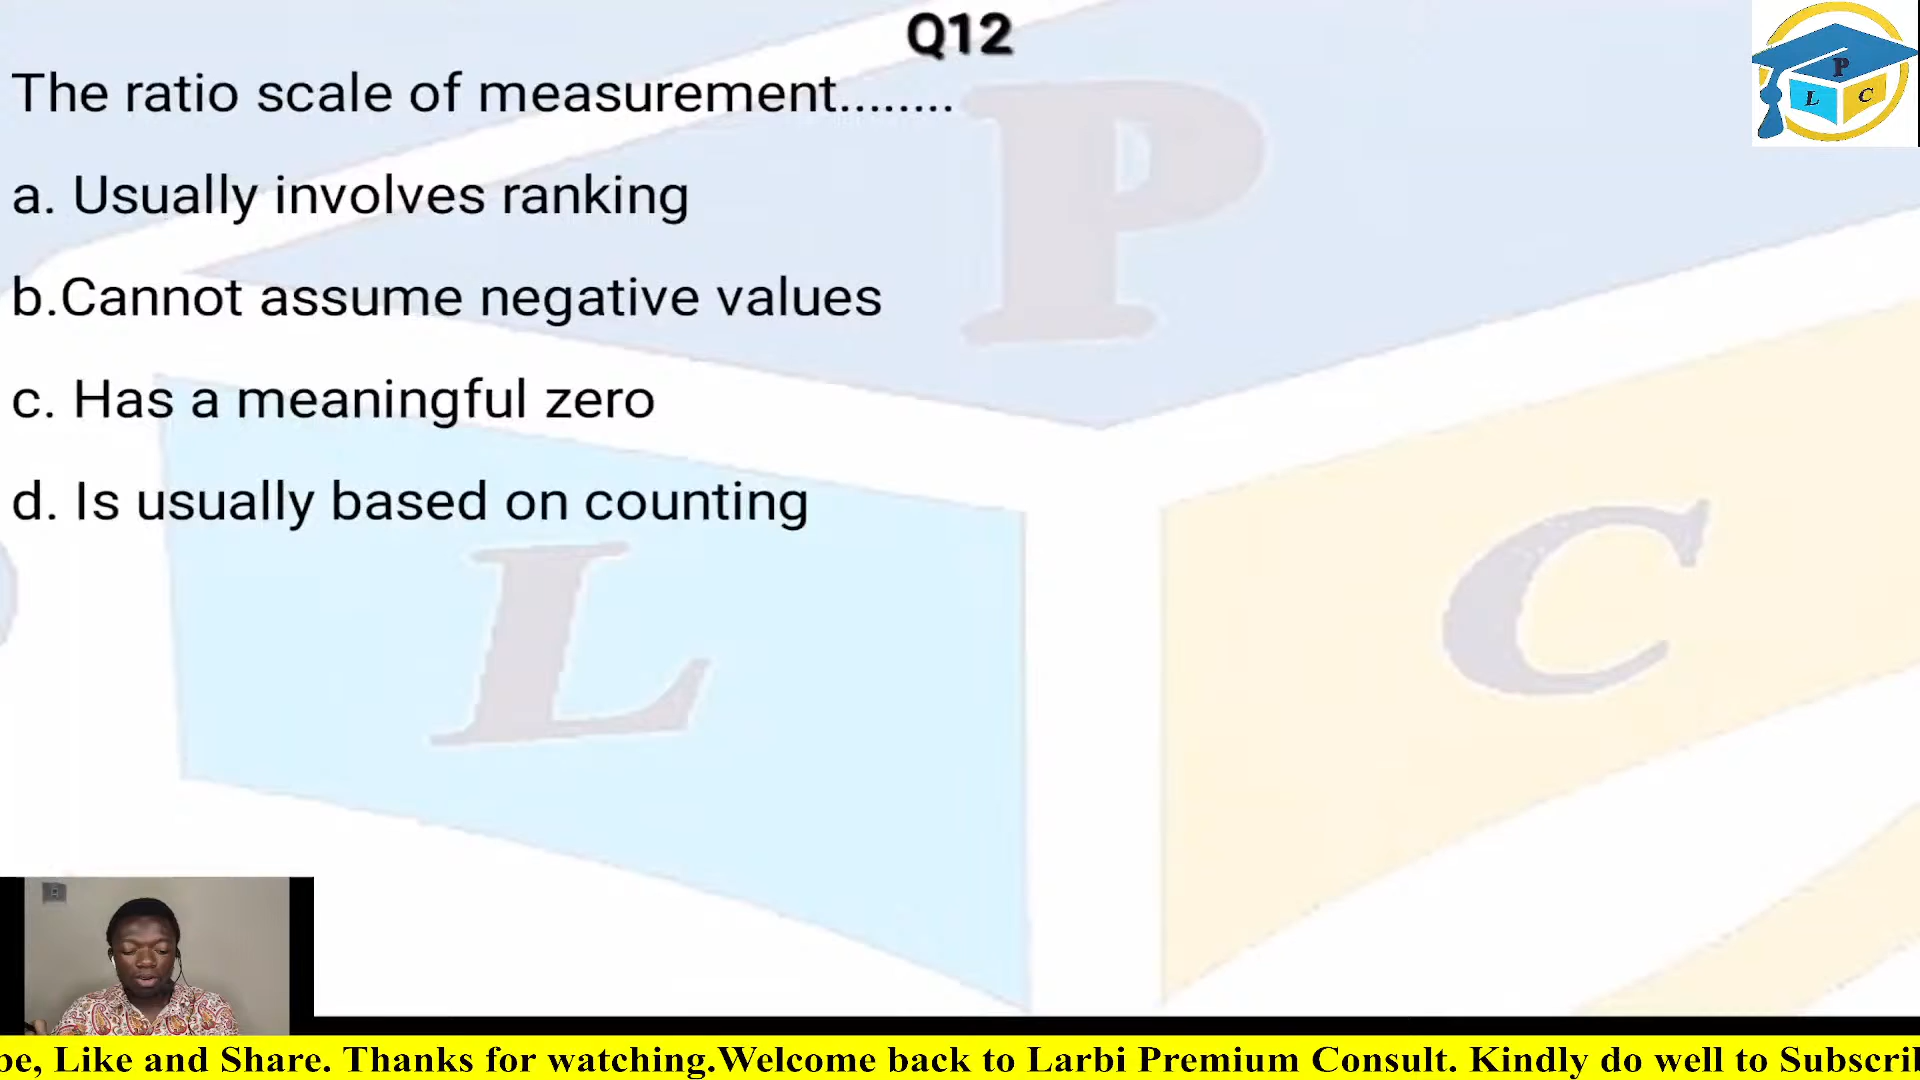 Q12
The ratio scale of measurement........
a. Usually involves ranking
b.Cannot assume negative values
c. Has a meaningful zero
d. Is usually based on counting
P
L C
P
L
C
be, Like and Share. Thanks for watching.Welcome back to Larbi Premium Consult. Kindly do well to Subscrib